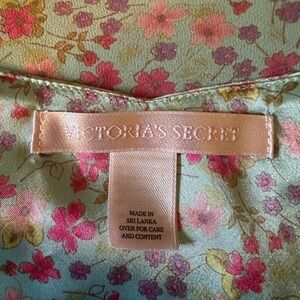 VICTORIA'S SECRET
MADE IN
SRI LANKA
OVER FOR CARE
AND CONTENT